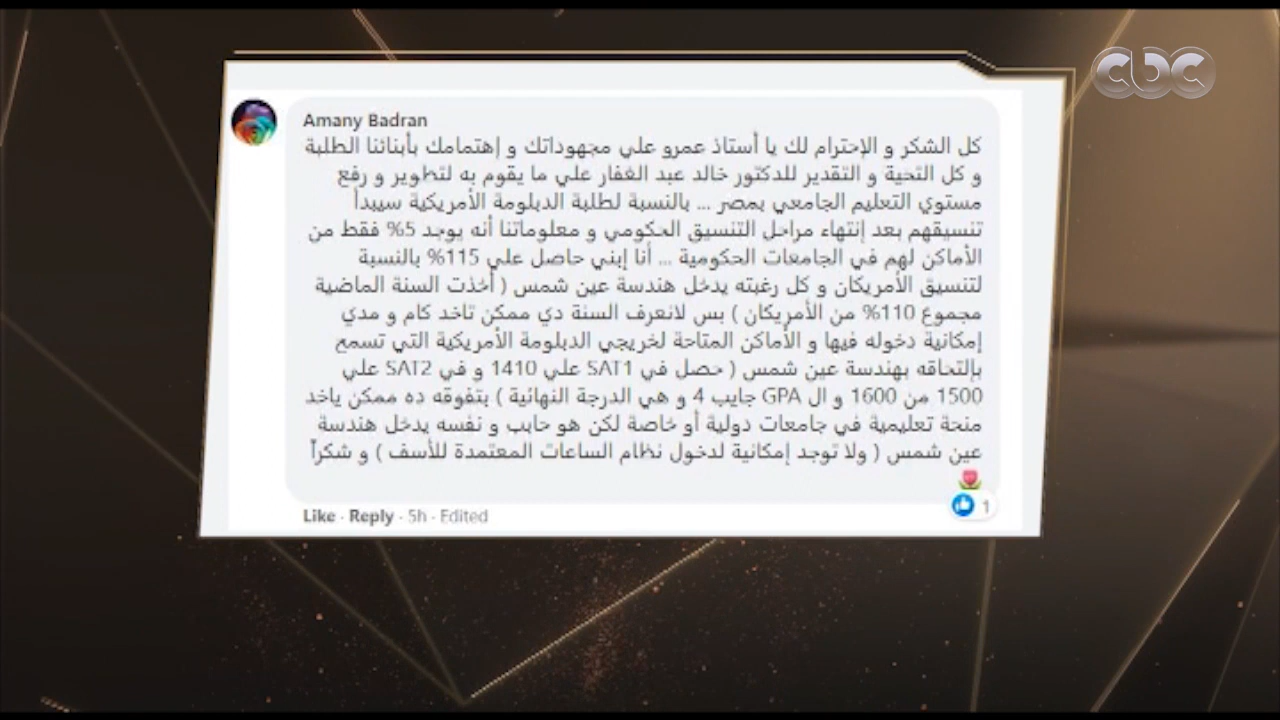 cbc
Amany Badran
كل الشكر و الإحترام لك يا أستاذ عمرو علي مجهوداتك و إهتمامك بأبنائنا الطلبة
و كل التحية و التقدير للدكتور خالد عبد الغفار علي ما يقوم به لتطوير و رفع
مستوي التعليم الجامعي بمصر ... بالنسبة لطلبة الدبلومة الأمريكية سيبدأ
تنسيقهم بعد إنتهاء مراحل التنسيق الحكومي و معلوماتنا أنه يوجد 5% فقط من
الأماكن لهم في الجامعات الحكومية ... أنا إبني حاصل علي 115% بالنسبة
لتنسيق الأمريكان و كل رغبته يدخل هندسة عين شمس ( أخذت السنة الماضية
مجموع 110% من الأمريكان ) بس لانعرف السنة دي ممكن تاخد كام و مدي
إمكانية دخوله فيها و الأماكن المتاحة لخريجي الدبلومة الأمريكية التي تسمح
بإلتحاقه بهندسة عين شمس ( حصل في SAT1 علي 1410 و في SAT2 علي
1500 من 1600 و ال GPA جايب 4 و هي الدرجة النهائية ) بتفوقه ده ممكن ياخد
منحة تعليمية في جامعات دولية أو خاصة لكن هو حابب و نفسه يدخل هندسة
عين شمس ( ولا توجد إمكانية لدخول نظام الساعات المعتمدة للأسف ) و شكراً
1
Like · Reply · 5h · Edited